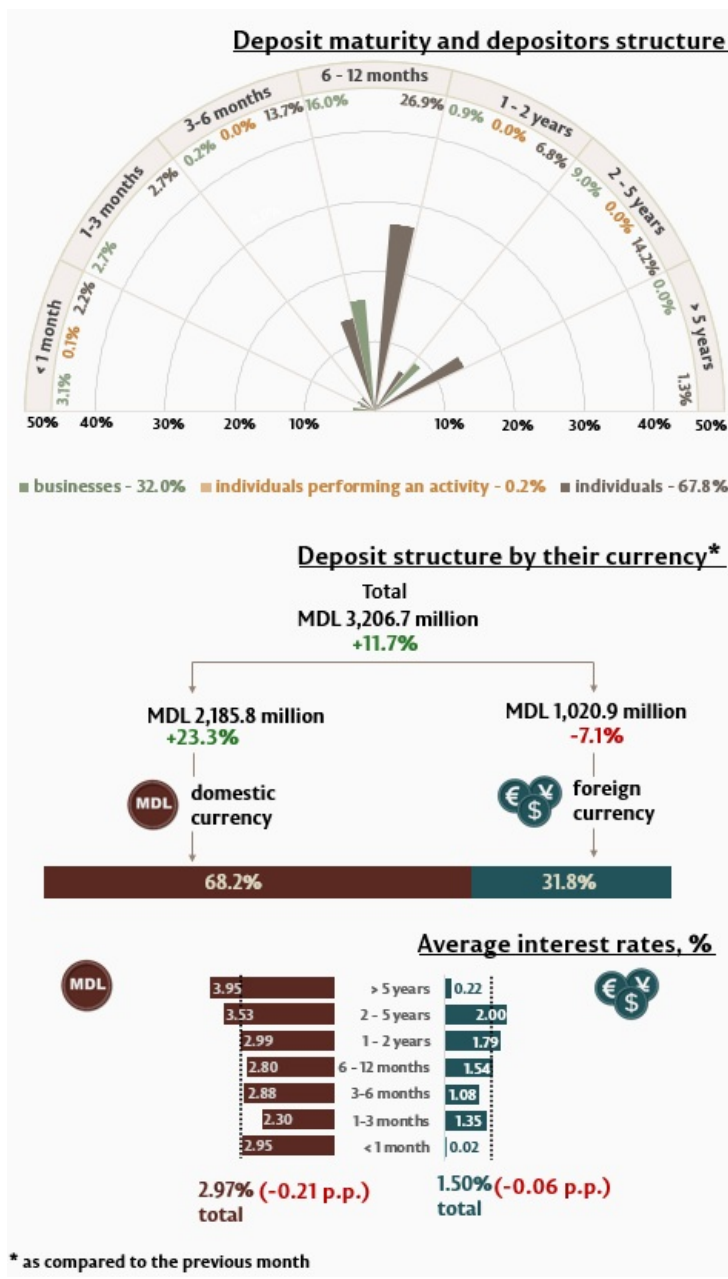 Deposit maturity and depositors structure
6 - 12 months
3-6 months
1 - 2 years
1-3 months
2 - 5 years
< 1 month
> 5 years
3.1% 0.1% 2.2% 2.7% 2.7% 0.2% 0.0% 13.7% 16.0% 26.9% 0.9% 0.0% 6.8% 9.0% 0.0% 14.2% 0.0% 1.3%
50% 40% 30% 20% 10% 10% 20% 30% 40% 50%
businesses - 32.0% individuals performing an activity - 0.2% individuals - 67.8%
Deposit structure by their currency*
Total
MDL 3,206.7 million
+11.7%
MDL 2,185.8 million MDL 1,020.9 million
+23.3% -7.1%
MDL domestic currency
€ ¥ $ foreign currency
68.2% 31.8%
Average interest rates, %
MDL € ¥ $
3.95 > 5 years 0.22
3.53 2 - 5 years 2.00
2.99 1 - 2 years 1.79
2.80 6 - 12 months 1.54
2.88 3-6 months 1.08
2.30 1-3 months 1.35
2.95 < 1 month 0.02
2.97% (-0.21 p.p.) 1.50% (-0.06 p.p.)
total total
* as compared to the previous month